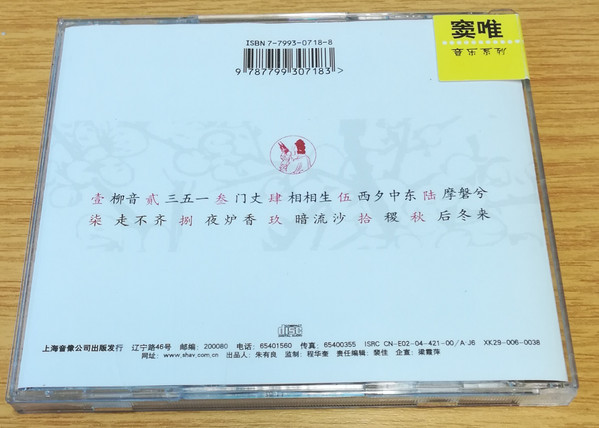 ISBN 7-7993-0718-8
9 787799 307183 >
窦唯
壹 柳音 贰 三五一 叁 门丈 肆 相相生 伍 西夕中东 陆 摩磐兮
柒 走不齐 捌 夜炉香 玖 暗流沙 拾 稷 秋 后冬来
上海音像公司出版发行 辽宁路46号 邮编: 200080 电话: 65401560 传真: 65400355 ISRC CN-E02-04-421-00/A·J6 XK29-006-0038
网址: www.shav.com.cn 出品人: 朱有良 监制: 程华奎 责任编辑: 裴佳 企宣: 梁霞萍